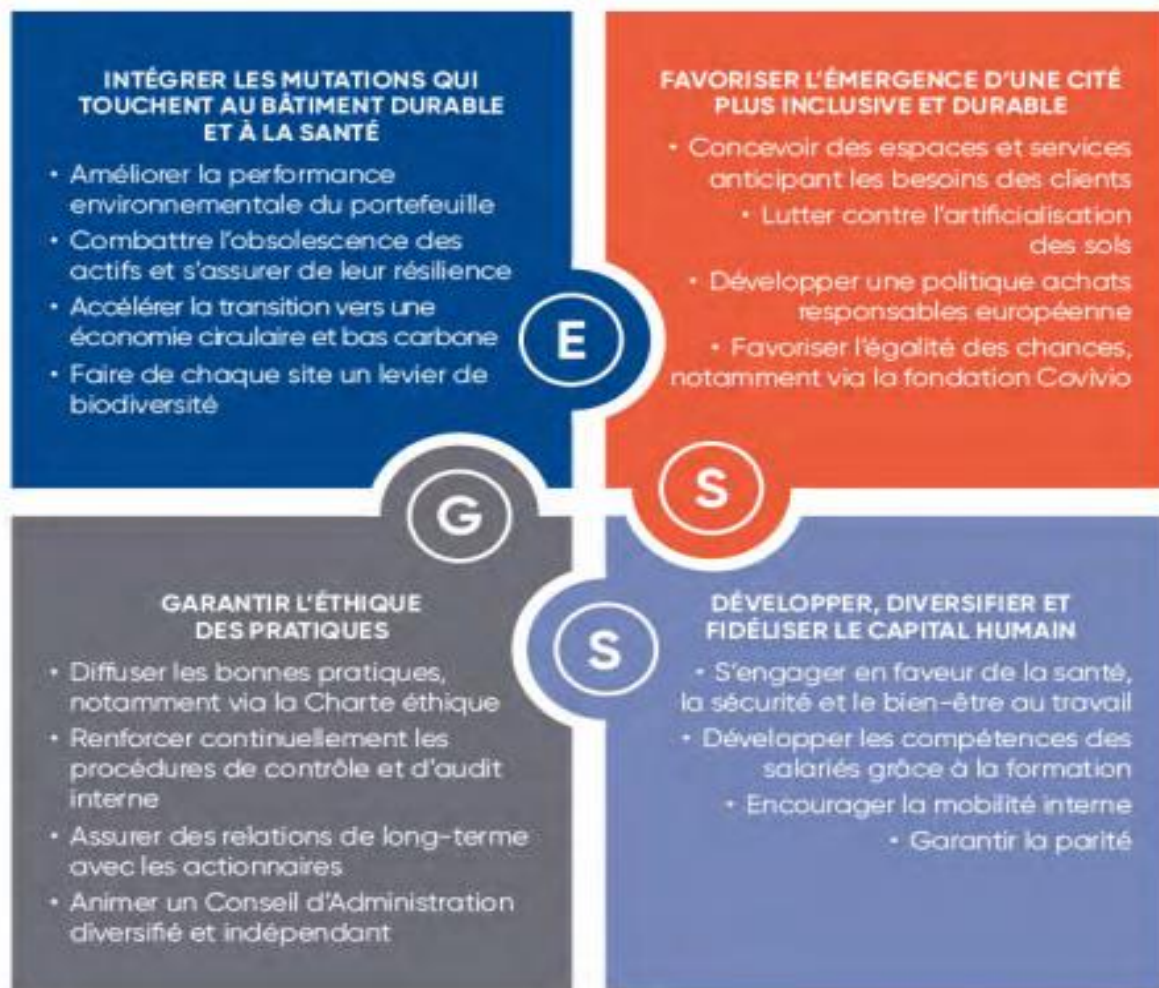 INTÉGRER LES MUTATIONS QUI
TOUCHENT AU BÂTIMENT DURABLE
ET À LA SANTÉ
• Améliorer la performance
environnementale du portefeuille
• Combattre l'obsolescence des
actifs et s'assurer de leur résilience
• Accélérer la transition vers une
économie circulaire et bas carbone
• Faire de chaque site un levier de
biodiversité
E
FAVORISER L'ÉMERGENCE D'UNE CITÉ
PLUS INCLUSIVE ET DURABLE
• Concevoir des espaces et services
anticipant les besoins des clients
• Lutter contre l'artificialisation
des sols
• Développer une politique achats
responsables européenne
• Favoriser l'égalité des chances,
notamment via la fondation Covivio
S
G
GARANTIR L'ÉTHIQUE
DES PRATIQUES
• Diffuser les bonnes pratiques,
notamment via la Charte éthique
• Renforcer continuellement les
procédures de contrôle et d'audit
interne
• Assurer des relations de long-terme
avec les actionnaires
• Animer un Conseil d'Administration
diversifié et indépendant
S
DÉVELOPPER, DIVERSIFIER ET
FIDÉLISER LE CAPITAL HUMAIN
• S'engager en faveur de la santé,
la sécurité et le bien-être au travail
• Développer les compétences des
salariés grâce à la formation
• Encourager la mobilité interne
• Garantir la parité